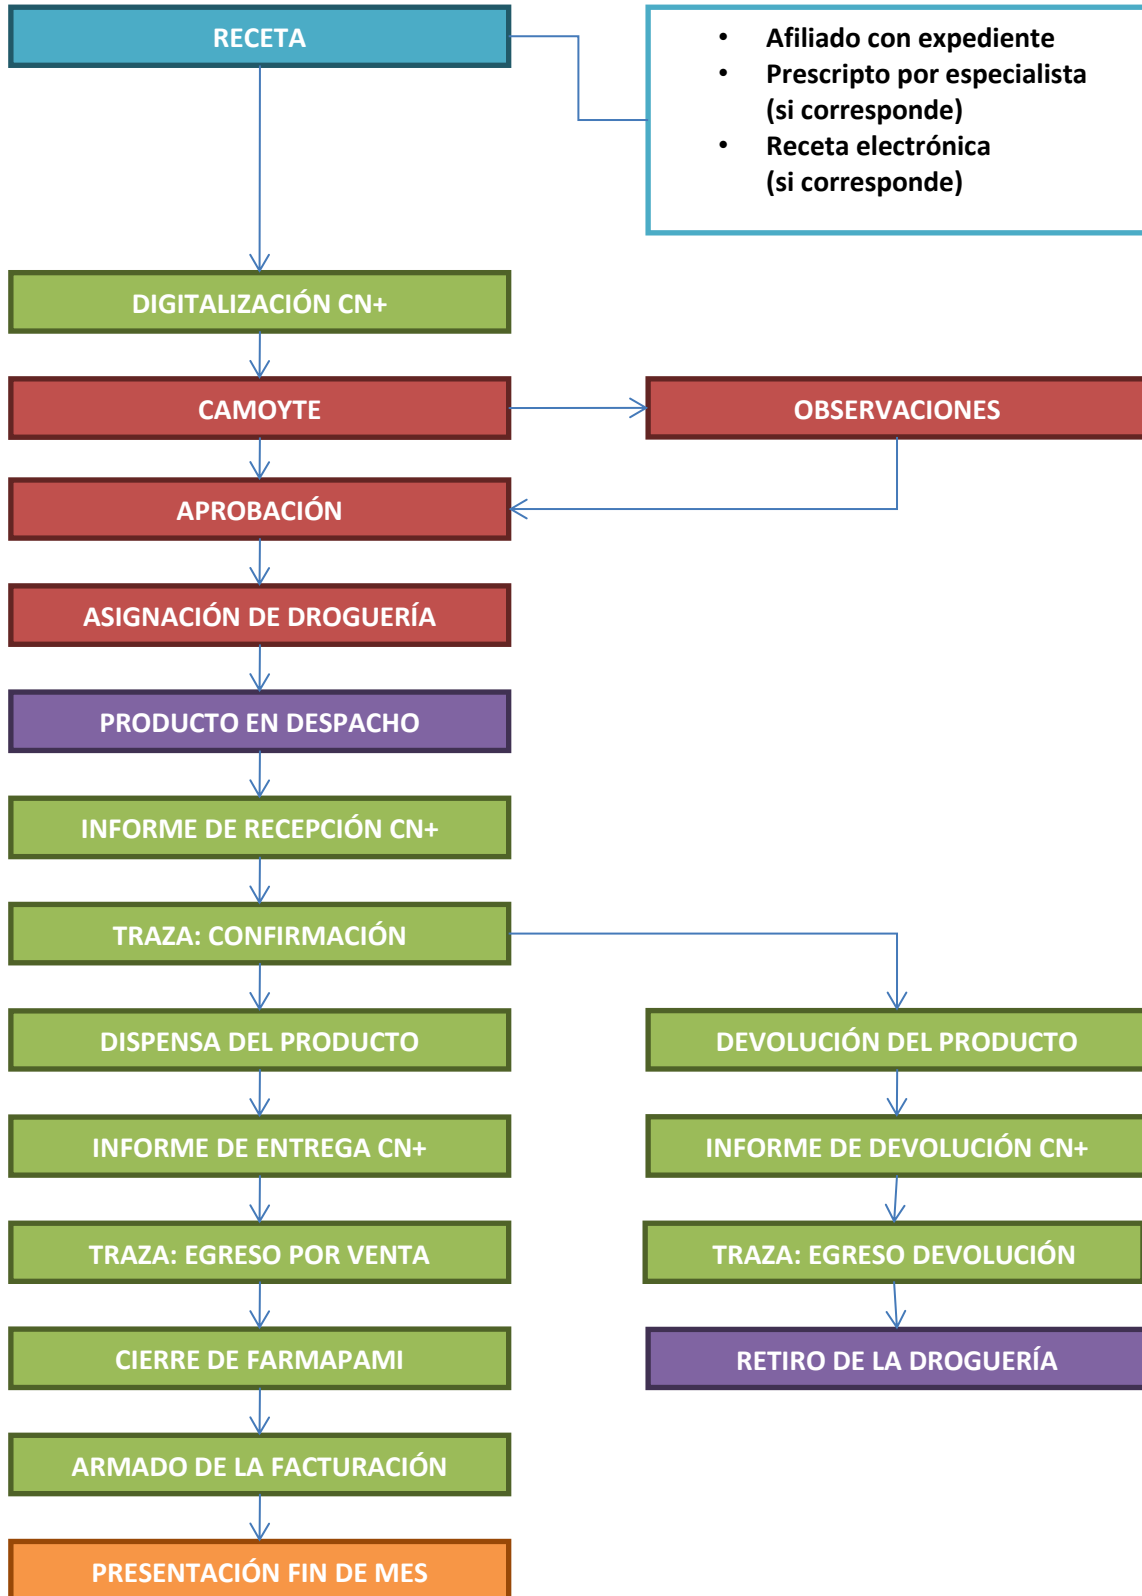 RECETA
• Afiliado con expediente
• Prescripto por especialista
(si corresponde)
• Receta electrónica
(si corresponde)
DIGITALIZACIÓN CN+
CAMOYTE
OBSERVACIONES
APROBACIÓN
ASIGNACIÓN DE DROGUERÍA
PRODUCTO EN DESPACHO
INFORME DE RECEPCIÓN CN+
TRAZA: CONFIRMACIÓN
DISPENSA DEL PRODUCTO
DEVOLUCIÓN DEL PRODUCTO
INFORME DE ENTREGA CN+
INFORME DE DEVOLUCIÓN CN+
TRAZA: EGRESO POR VENTA
TRAZA: EGRESO DEVOLUCIÓN
CIERRE DE FARMAPAMI
RETIRO DE LA DROGUERÍA
ARMADO DE LA FACTURACIÓN
PRESENTACIÓN FIN DE MES